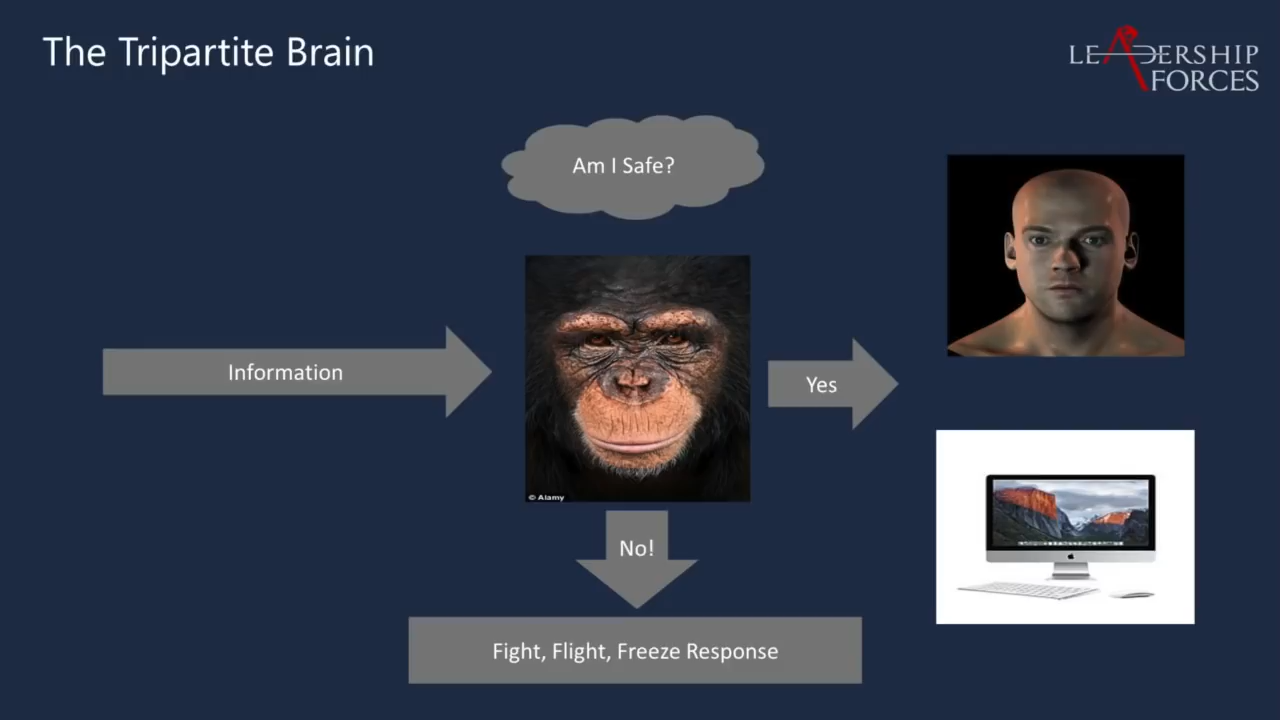 The Tripartite Brain
LEADERSHIP
FORCES
Am I Safe?
Information
Yes
© Alamy
No!
Fight, Flight, Freeze Response